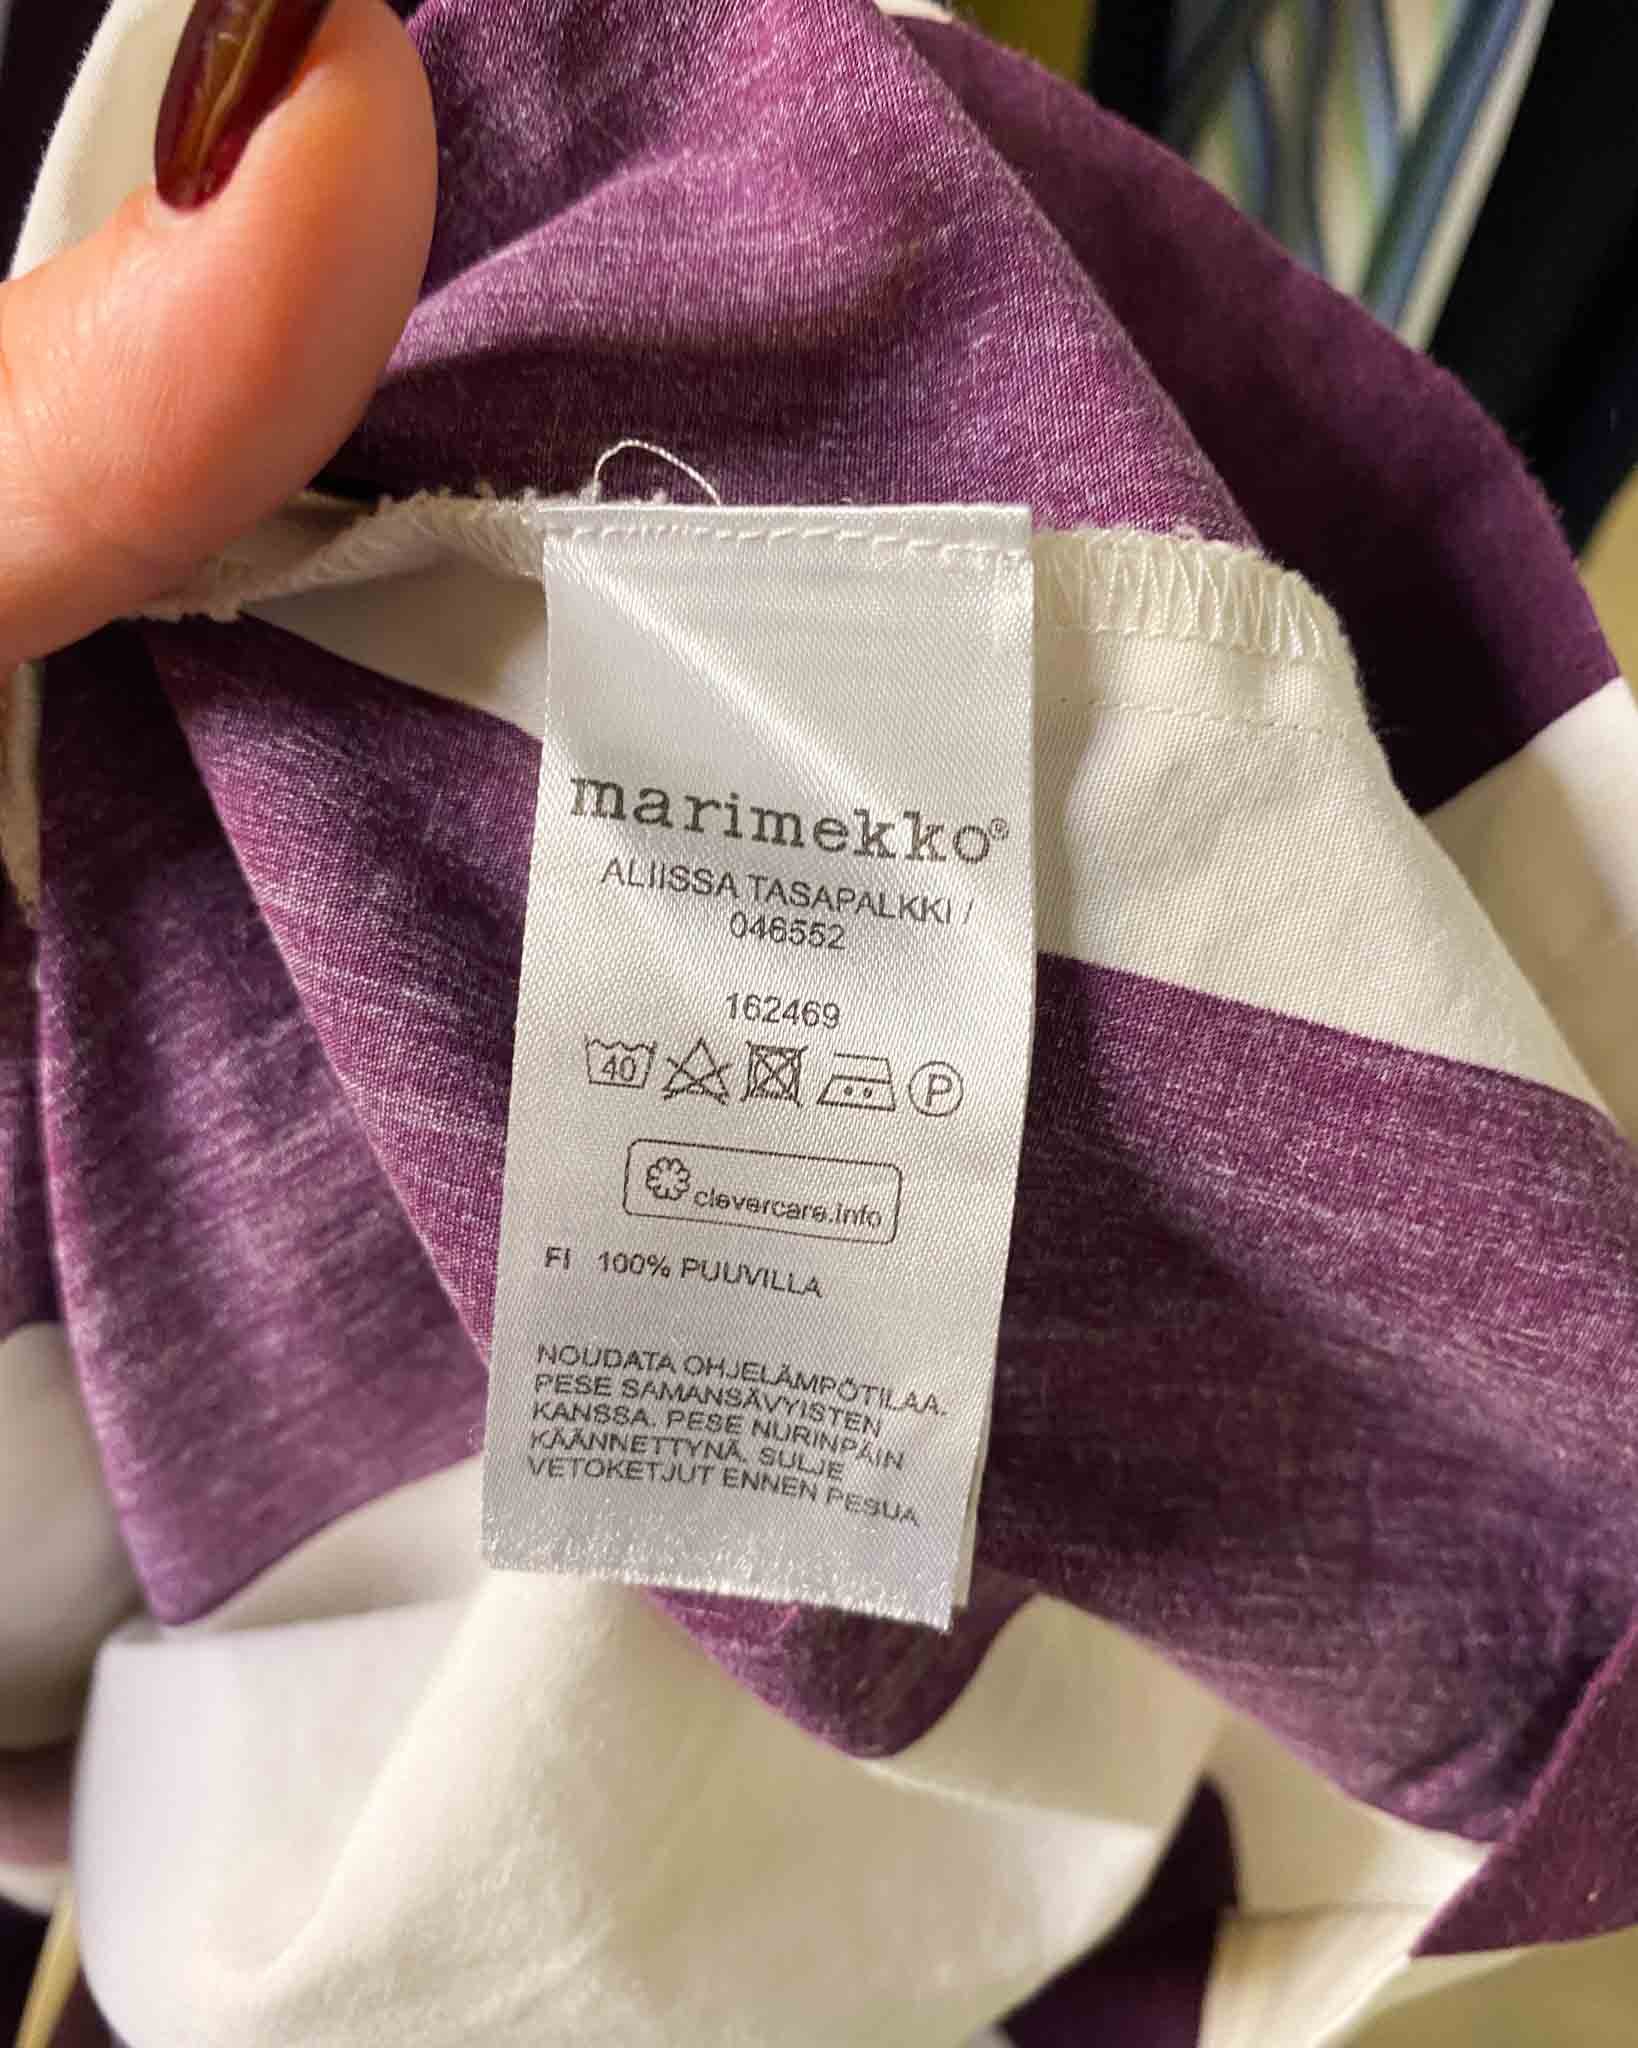 marimekko®
ALIISSA TASAPALKKI /
046552
162469
40 P
clevercare.info
FI 100% PUUVILLA
NOUDATA OHJELÄMPÖTILAA.
PESE SAMANSÄVYISTEN
KANSSA. PESE NURINPÄIN
KÄÄNNETTYNÄ. SULJE
VETOKETJUT ENNEN PESUA